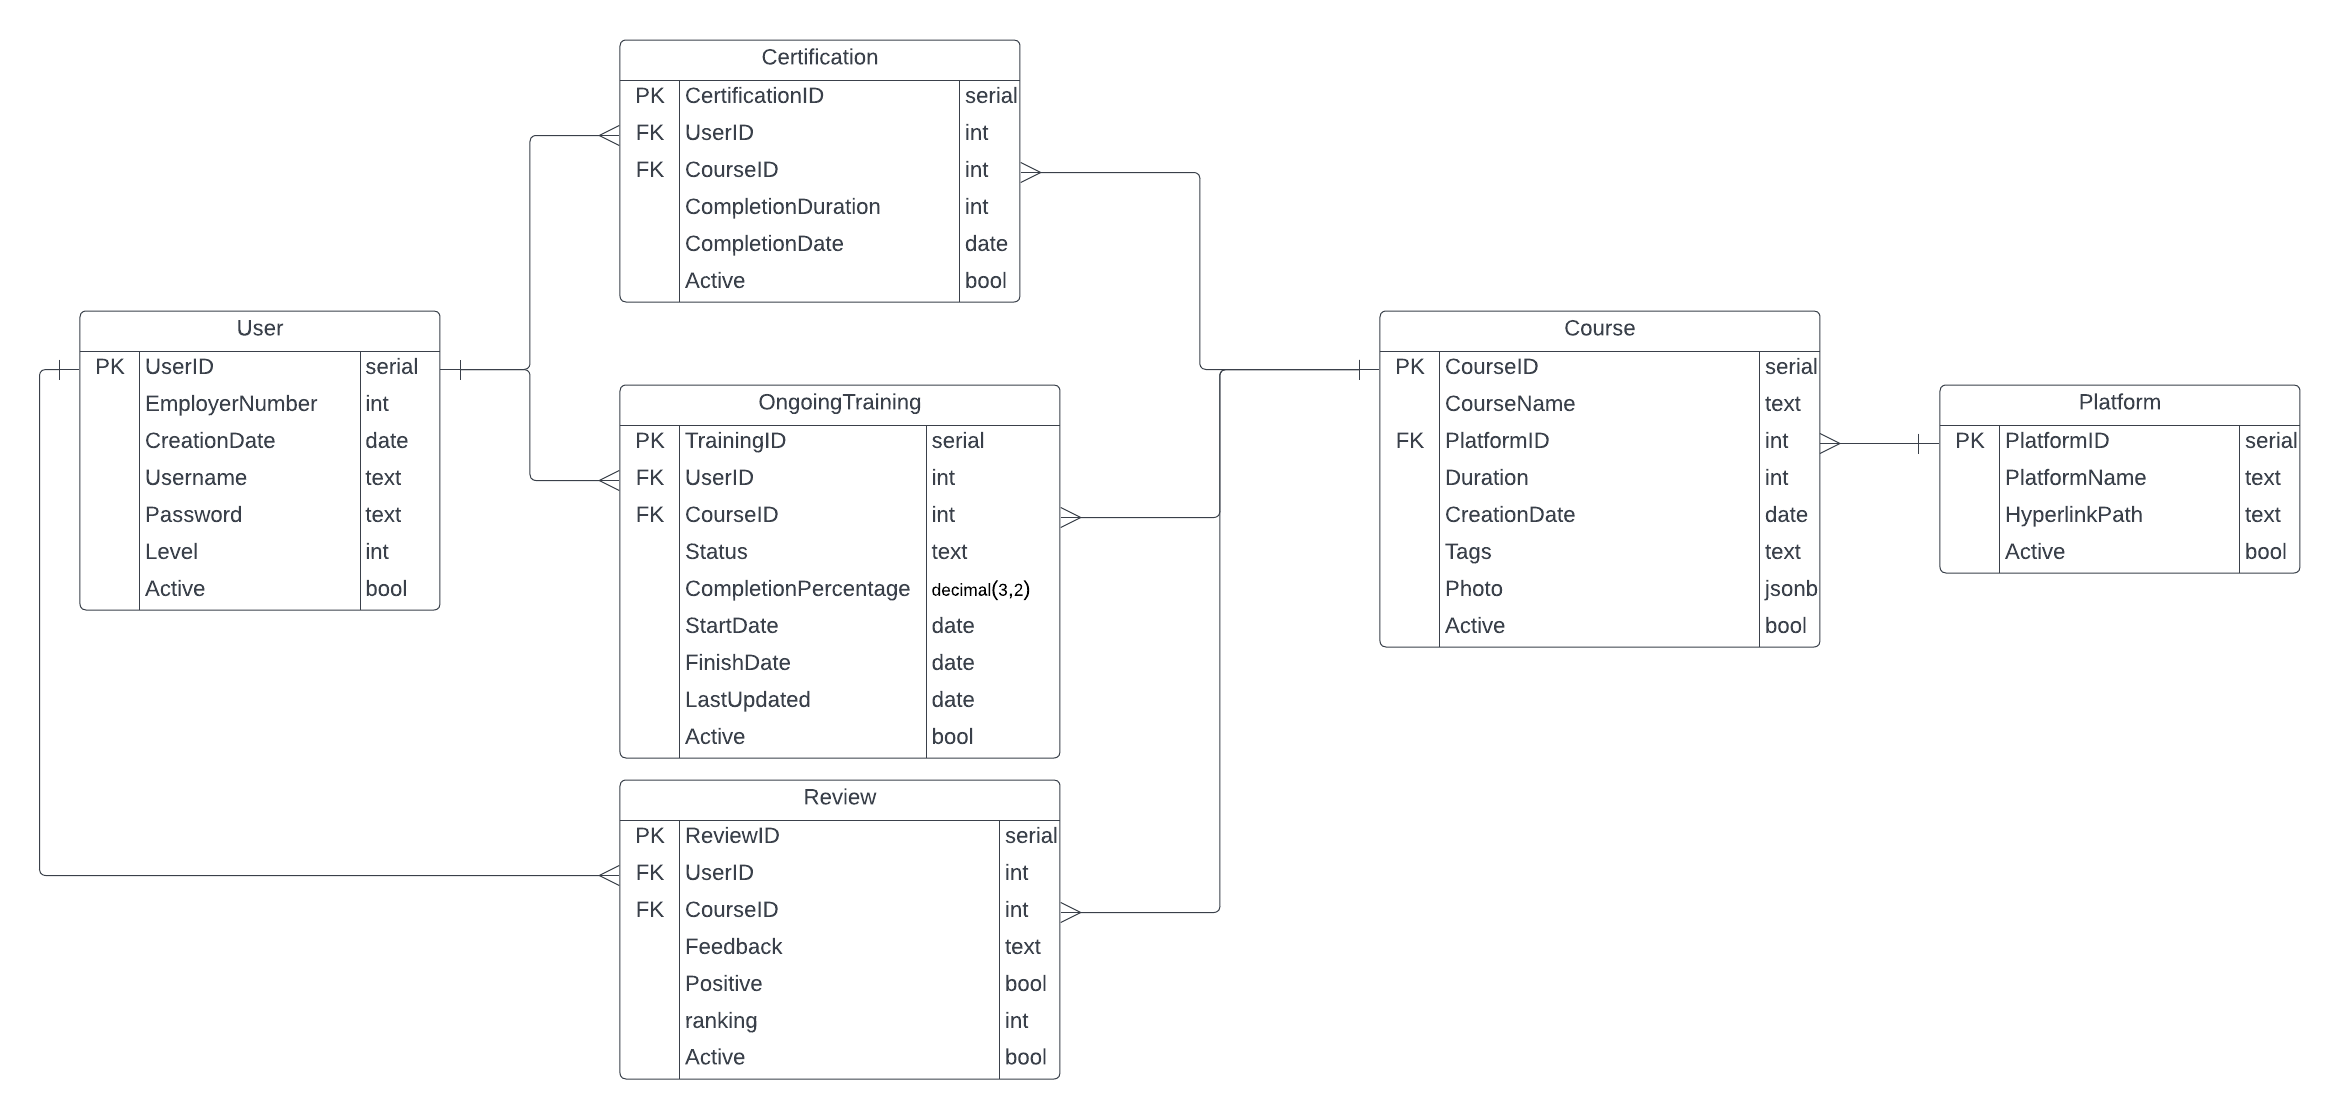 Certification
PK CertificationID serial
FK UserID int
FK CourseID int
CompletionDuration int
CompletionDate date
Active bool
User
PK UserID serial
EmployerNumber int
CreationDate date
Username text
Password text
Level int
Active bool
OngoingTraining
PK TrainingID serial
FK UserID int
FK CourseID int
Status text
CompletionPercentage decimal(3,2)
StartDate date
FinishDate date
LastUpdated date
Active bool
Review
PK ReviewID serial
FK UserID int
FK CourseID int
Feedback text
Positive bool
ranking int
Active bool
Course
PK CourseID serial
CourseName text
FK PlatformID int
Duration int
CreationDate date
Tags text
Photo jsonb
Active bool
Platform
PK PlatformID serial
PlatformName text
HyperlinkPath text
Active bool